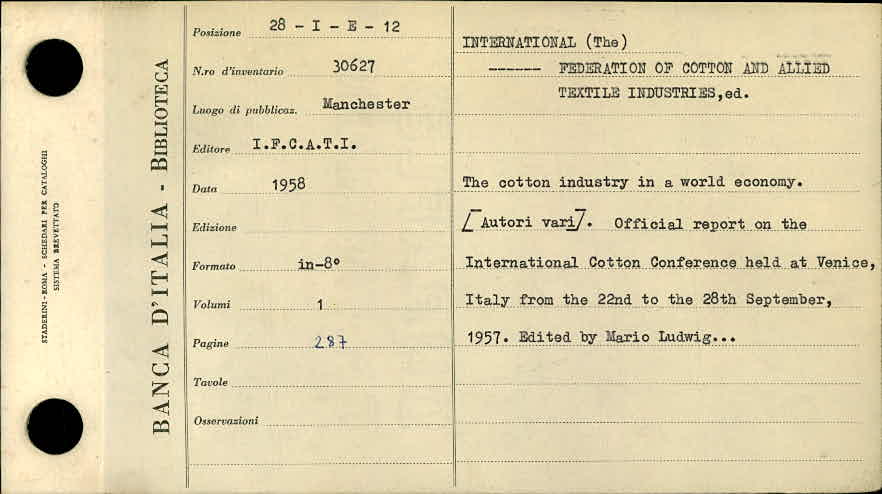 STADERINI-ROMA - SCHEDARI PER CATALOGHI
SISTEMA BREVETTATO
BANCA D'ITALIA - BIBLIOTECA
Posizione 28 - I - E - 12
N.ro d'inventario 30627
Luogo di pubblicaz. Manchester
Editore I.F.C.A.T.I.
Data 1958
Edizione
Formato in-8°
Volumi 1
Pagine 287
Tavole
Osservazioni
INTERNATIONAL (The)
------ FEDERATION OF COTTON AND ALLIED
TEXTILE INDUSTRIES,ed.
The cotton industry in a world economy.
[Autori vari]. Official report on the
International Cotton Conference held at Venice,
Italy from the 22nd to the 28th September,
1957. Edited by Mario Ludwig...